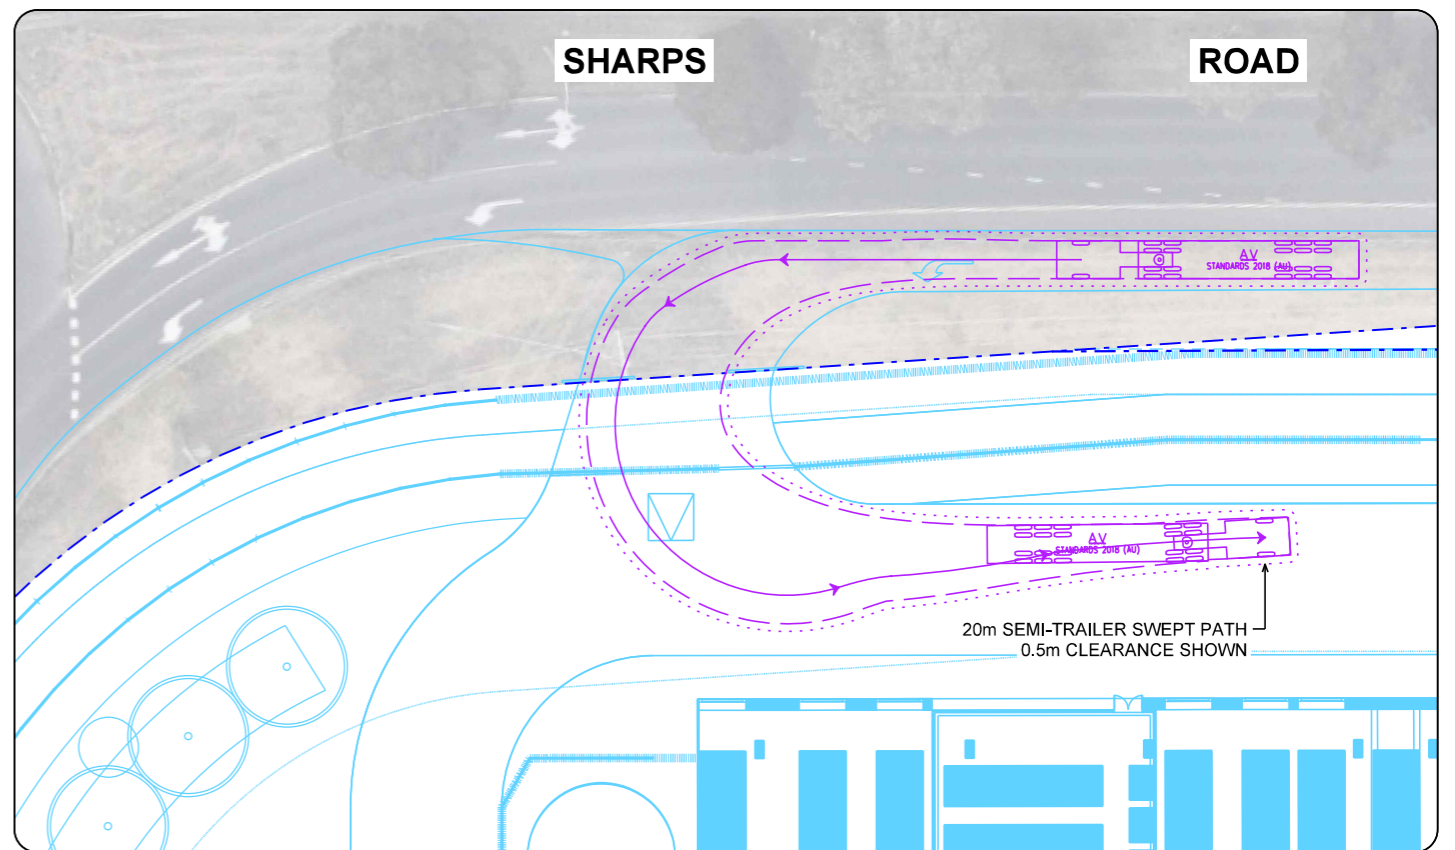 SHARPS ROAD
AV
STANDARDS 2018 (AU)
AV
STANDARDS 2018 (AU)
20m SEMI-TRAILER SWEPT PATH
0.5m CLEARANCE SHOWN